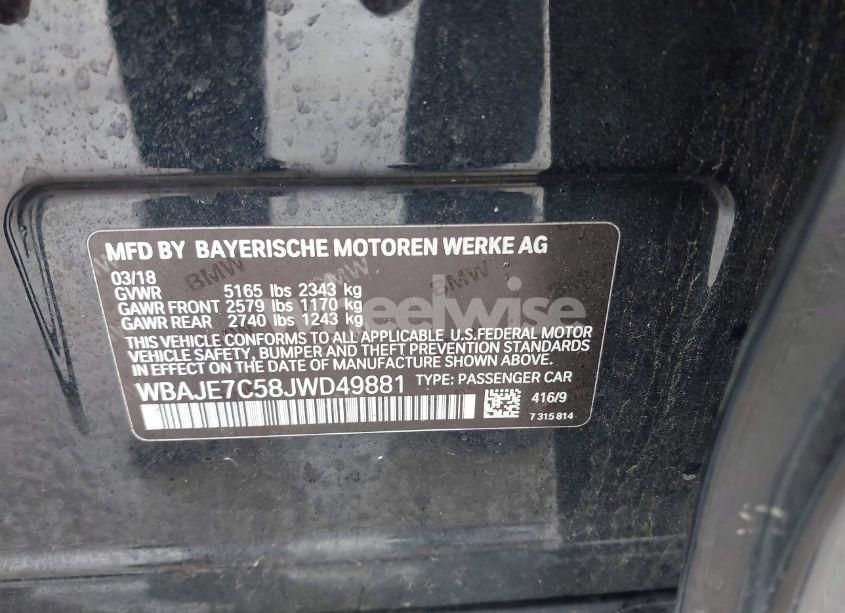 MFD BY BAYERISCHE MOTOREN WERKE AG
03/18
GVWR 5165 lbs 2343 kg
GAWR FRONT 2579 lbs 1170 kg
GAWR REAR 2740 lbs 1243 kg
THIS VEHICLE CONFORMS TO ALL APPLICABLE U.S.FEDERAL MOTOR
VEHICLE SAFETY, BUMPER AND THEFT PREVENTION STANDARDS
IN EFFECT ON THE DATE OF MANUFACTURE SHOWN ABOVE.
WBAJE7C58JWD49881 TYPE: PASSENGER CAR
416/9
7 315 814
BMW
BMW